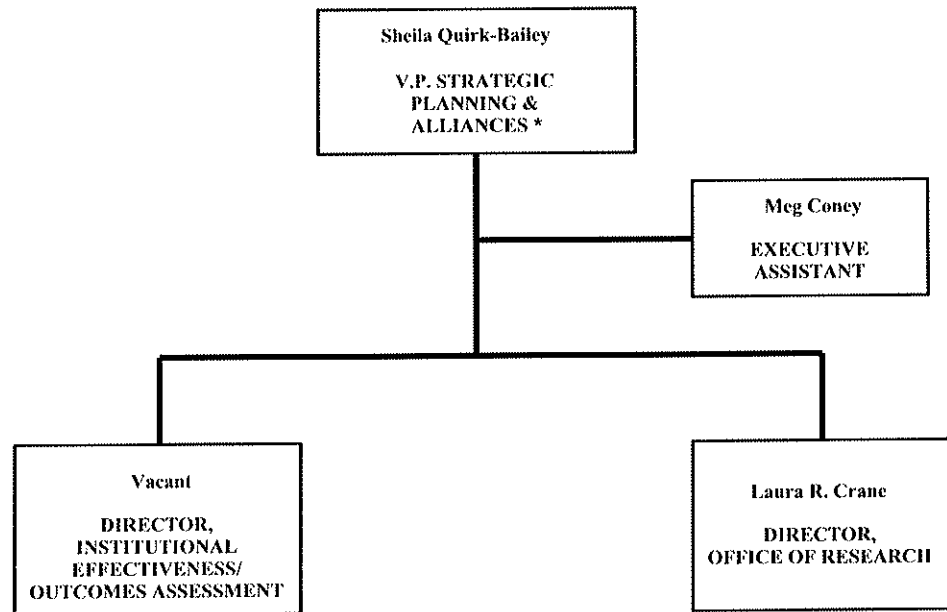 Sheila Quirk-Bailey
V.P. STRATEGIC
PLANNING &
ALLIANCES *
Meg Coney
EXECUTIVE
ASSISTANT
Vacant
DIRECTOR,
INSTITUTIONAL
EFFECTIVENESS/
OUTCOMES ASSESSMENT
Laura R. Crane
DIRECTOR,
OFFICE OF RESEARCH